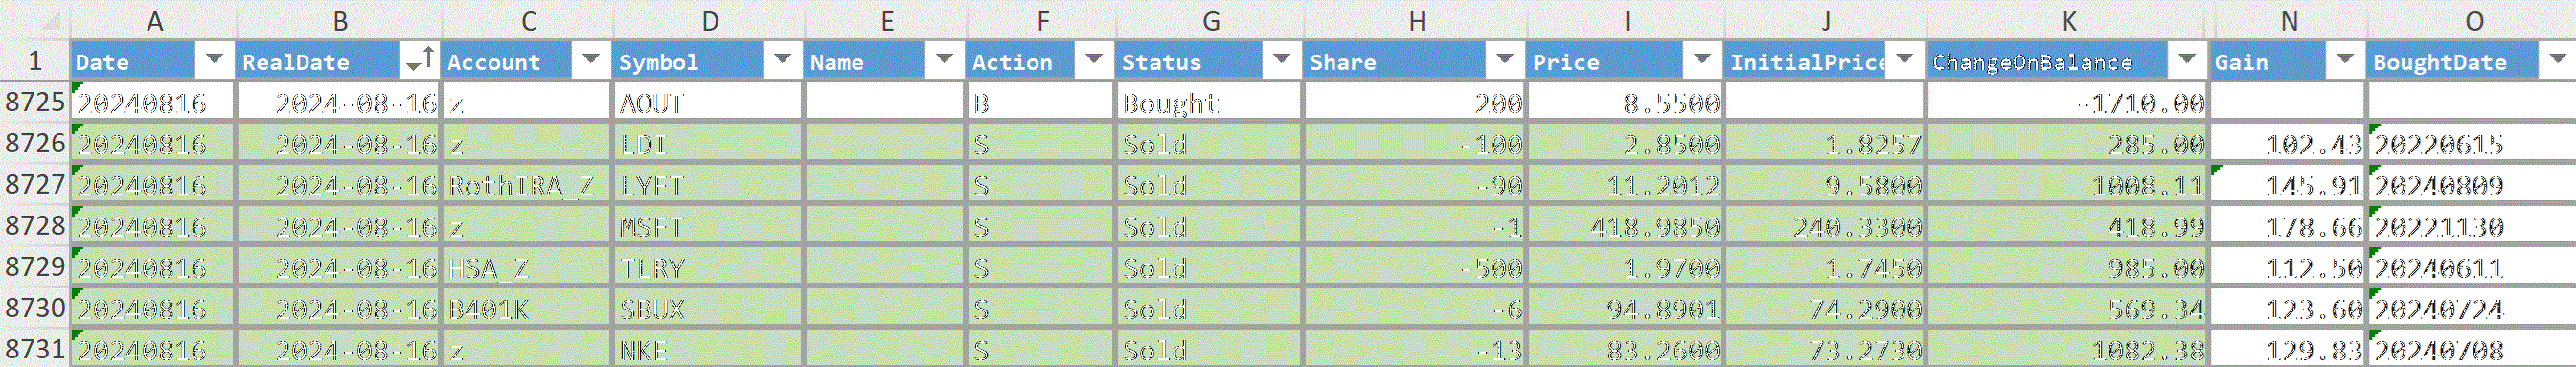 A B C D E F G H I J K N O
1 Date RealDate Account Symbol Name Action Status Share Price InitialPrice ChangeOnBalance Gain BoughtDate
8725 20240816 2024-08-16 z AOUT B Bought 200 8.5500 -1710.00
8726 20240816 2024-08-16 z LDI S Sold -100 2.8500 1.8257 285.00 102.43 20220615
8727 20240816 2024-08-16 RothIRA_Z LYFT S Sold -90 11.2012 9.5800 1008.11 145.91 20240809
8728 20240816 2024-08-16 z MSFT S Sold -1 418.9850 240.3300 418.99 178.66 20221130
8729 20240816 2024-08-16 HSA_Z TLRY S Sold -500 1.9700 1.7450 985.00 112.50 20240611
8730 20240816 2024-08-16 B401K SBUX S Sold -6 94.8901 74.2900 569.34 123.60 20240724
8731 20240816 2024-08-16 z NKE S Sold -13 83.2600 73.2730 1082.38 129.83 20240708